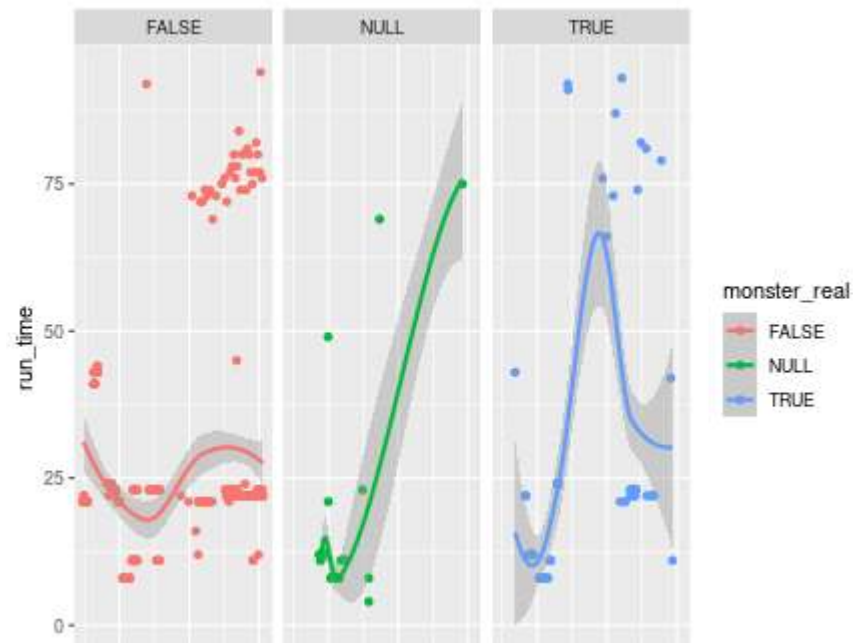 FALSE
NULL
TRUE
75
50
25
0
run_time
monster_real
FALSE
NULL
TRUE